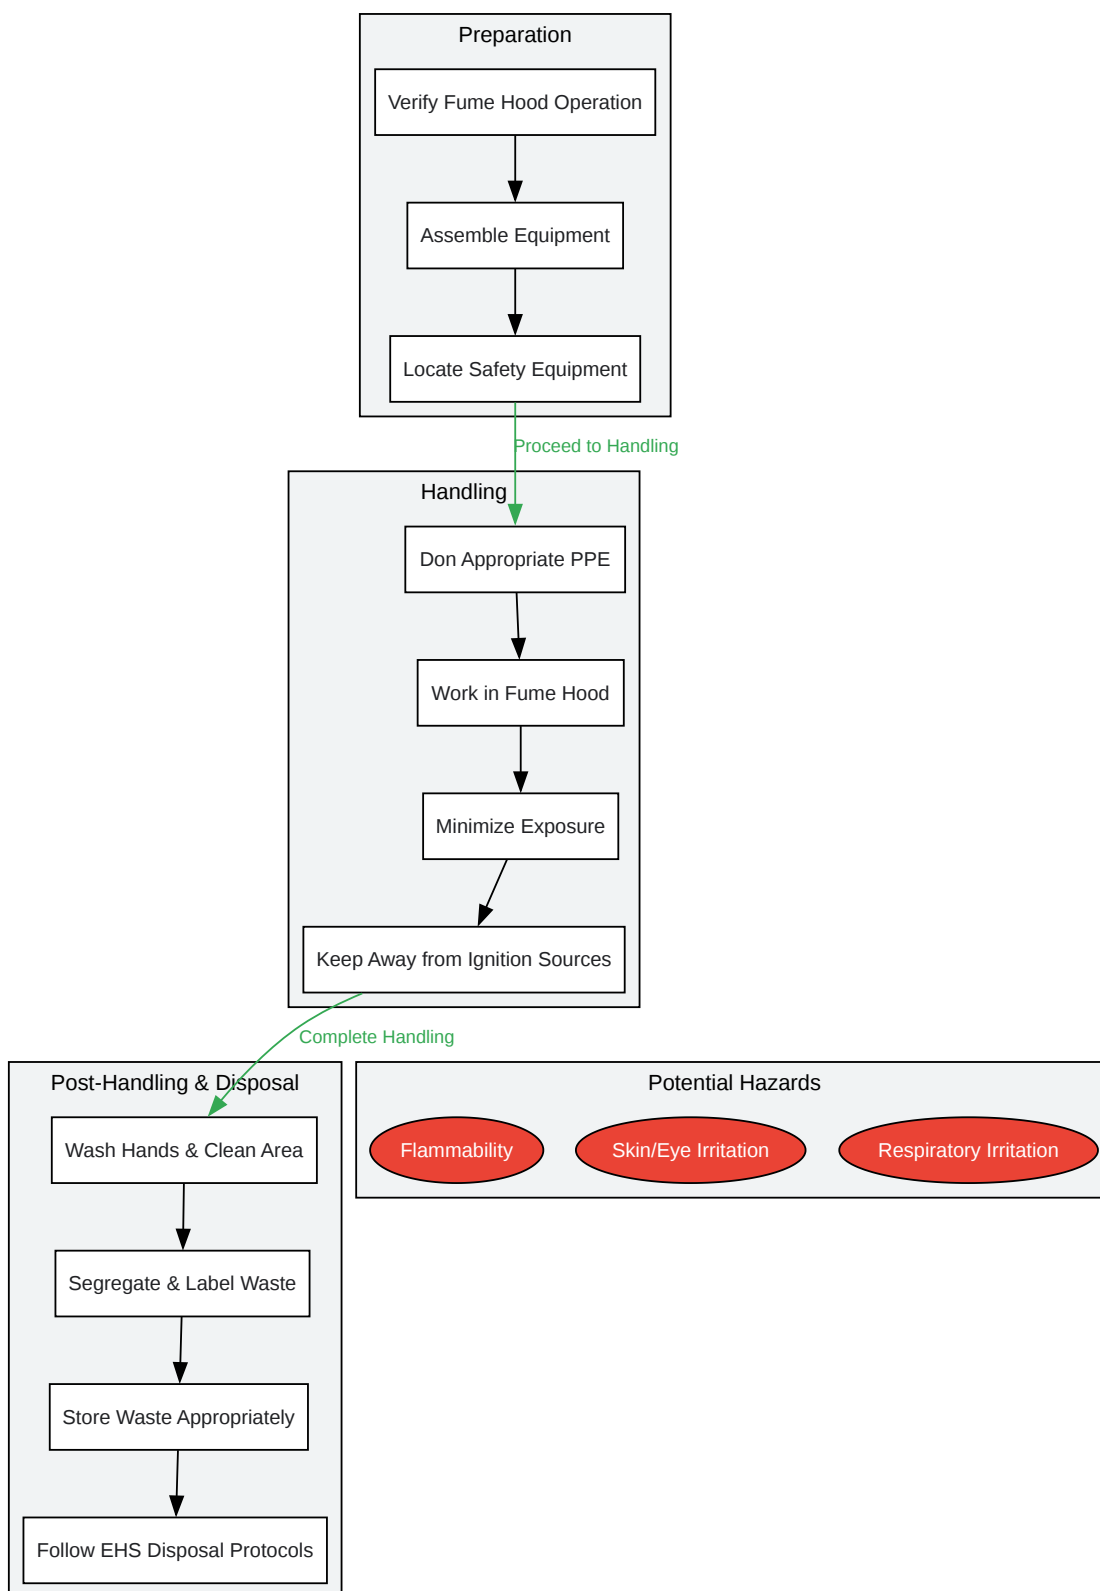 Preparation
Verify Fume Hood Operation
Assemble Equipment
Locate Safety Equipment
Proceed to Handling
Handling
Don Appropriate PPE
Work in Fume Hood
Minimize Exposure
Keep Away from Ignition Sources
Complete Handling
Post-Handling & Disposal
Wash Hands & Clean Area
Segregate & Label Waste
Store Waste Appropriately
Follow EHS Disposal Protocols
Potential Hazards
Flammability
Skin/Eye Irritation
Respiratory Irritation